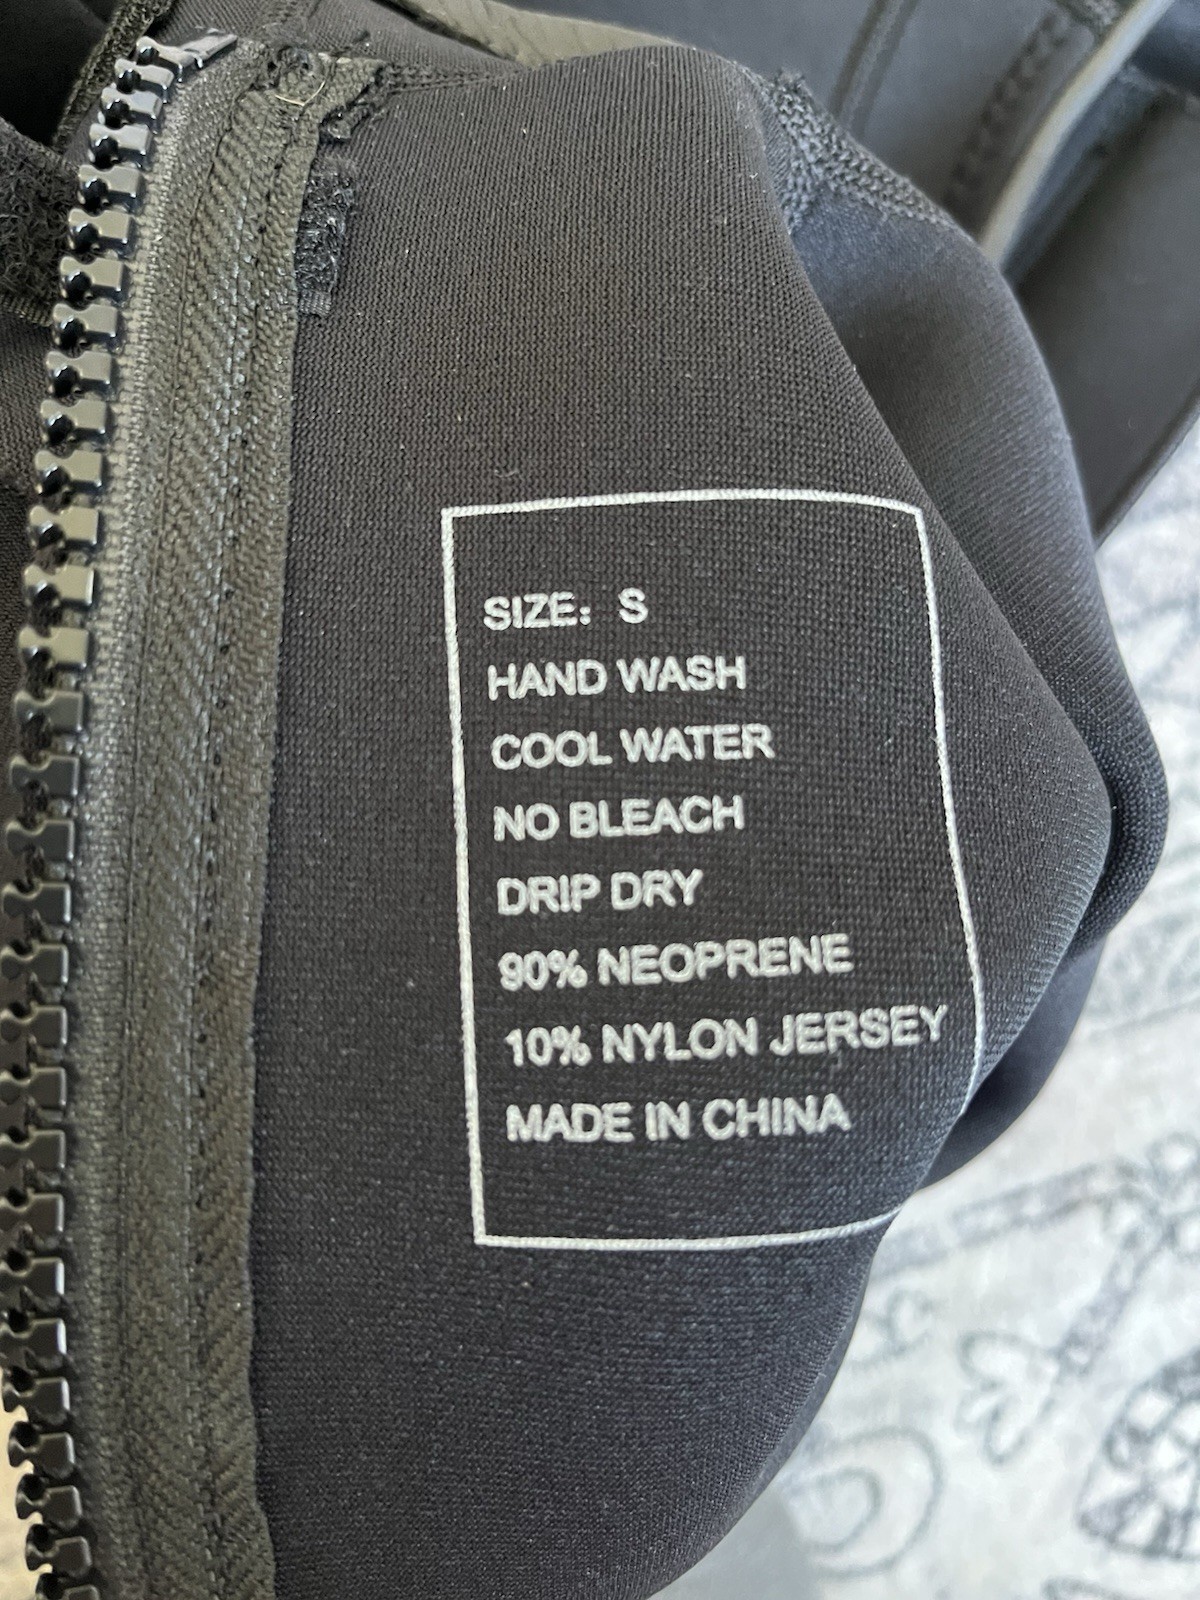 SIZE: S
HAND WASH
COOL WATER
NO BLEACH
DRIP DRY
90% NEOPRENE
10% NYLON JERSEY
MADE IN CHINA